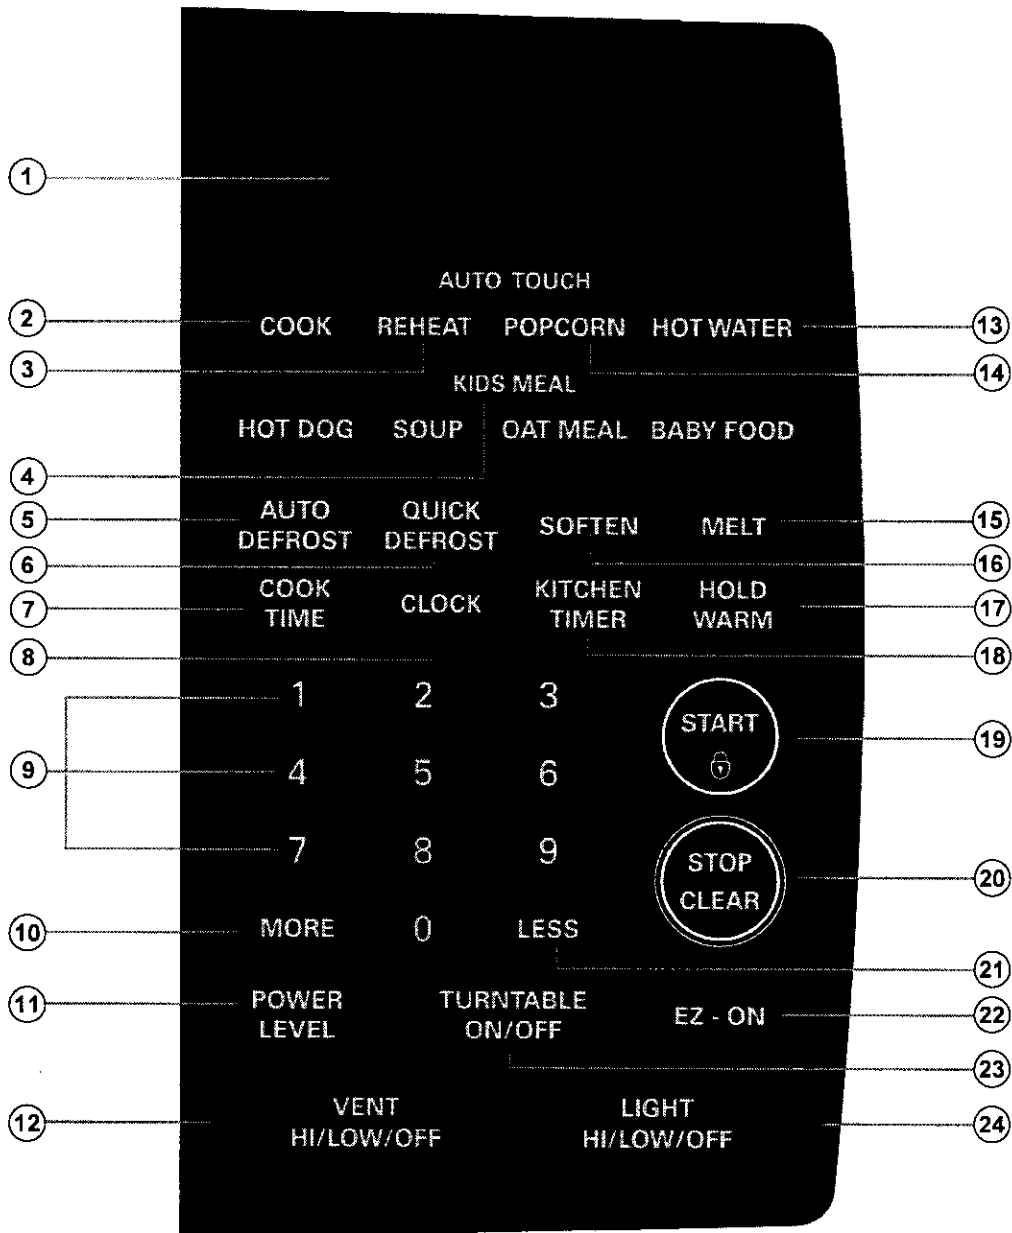 1
AUTO TOUCH
2 COOK REHEAT POPCORN HOT WATER 13
3 14
KIDS MEAL
HOT DOG SOUP OAT MEAL BABY FOOD
4
5 AUTO DEFROST QUICK DEFROST SOFTEN MELT 15
6 16
7 COOK TIME CLOCK KITCHEN TIMER HOLD WARM 17
8 18
1 2 3 START 19
9 4 5 6
7 8 9 STOP CLEAR 20
10 MORE 0 LESS
21
11 POWER LEVEL TURNTABLE ON/OFF EZ - ON 22
23
12 VENT HI/LOW/OFF LIGHT HI/LOW/OFF 24